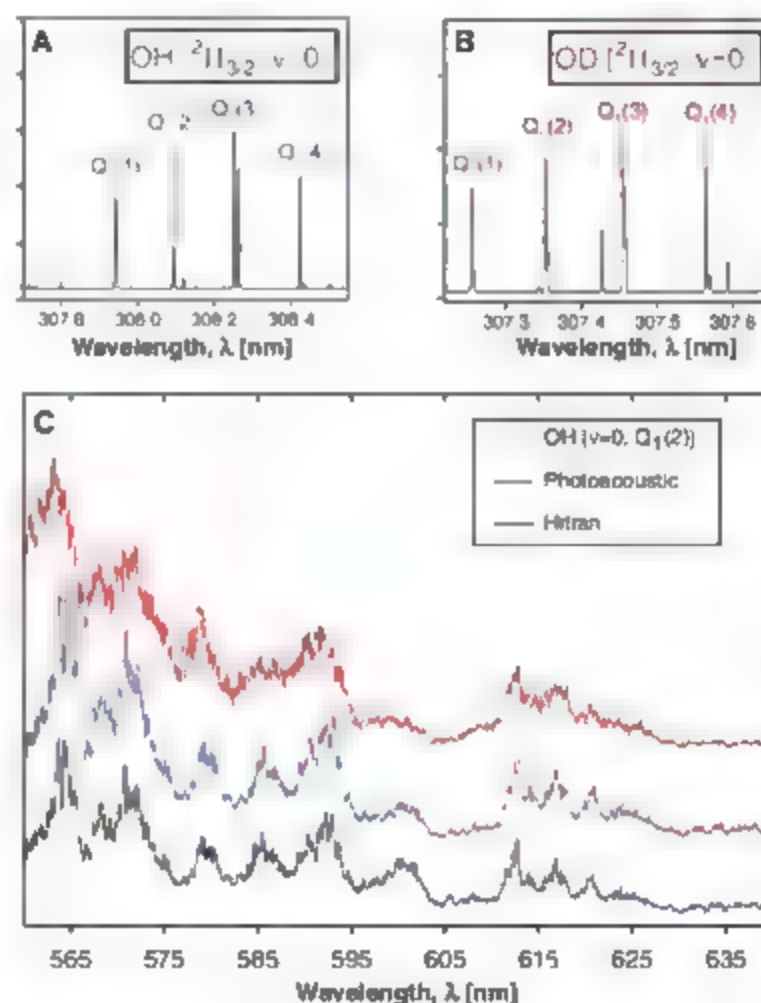 A
OH ²Π3/2 v 0
Q (3
Q 2
Q 1)
Q 4
307.8 308.0 308.2 308.4
Wavelength, λ [nm]
B
OD [²Π3/2 v=0
Q1(3) Q1(4)
Q (2)
Q (1)
307.3 307.4 307.5 307.6
Wavelength, λ [nm]
C
OH (v=0, Q1(2))
Photoacoustic
Hitran
565 575 585 595 605 615 625 635
Wavelength, λ [nm]